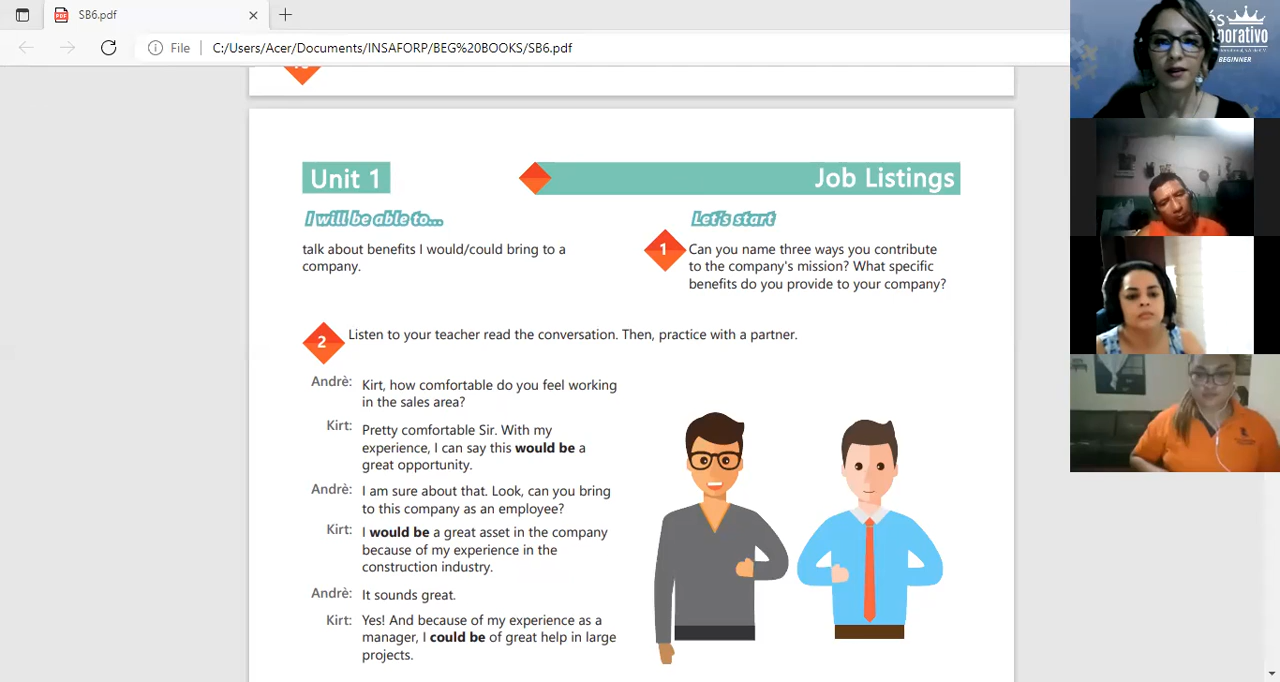 SB6.pdf
File
C:/Users/Acer/Documents/INSAFORP/BEG%20BOOKS/SB6.pdf
Unit 1
Job Listings
I will be able to...
talk about benefits I would/could bring to a
company.
Let's start
1
Can you name three ways you contribute
to the company's mission? What specific
benefits do you provide to your company?
2
Listen to your teacher read the conversation. Then, practice with a partner.
Andrè:
Kirt, how comfortable do you feel working
in the sales area?
Kirt:
Pretty comfortable Sir. With my
experience, I can say this would be a
great opportunity.
Andrè:
I am sure about that. Look, can you bring
to this company as an employee?
Kirt:
I would be a great asset in the company
because of my experience in the
construction industry.
Andrè:
It sounds great.
Kirt:
Yes! And because of my experience as a
manager, I could be of great help in large
projects.
BEGINNER